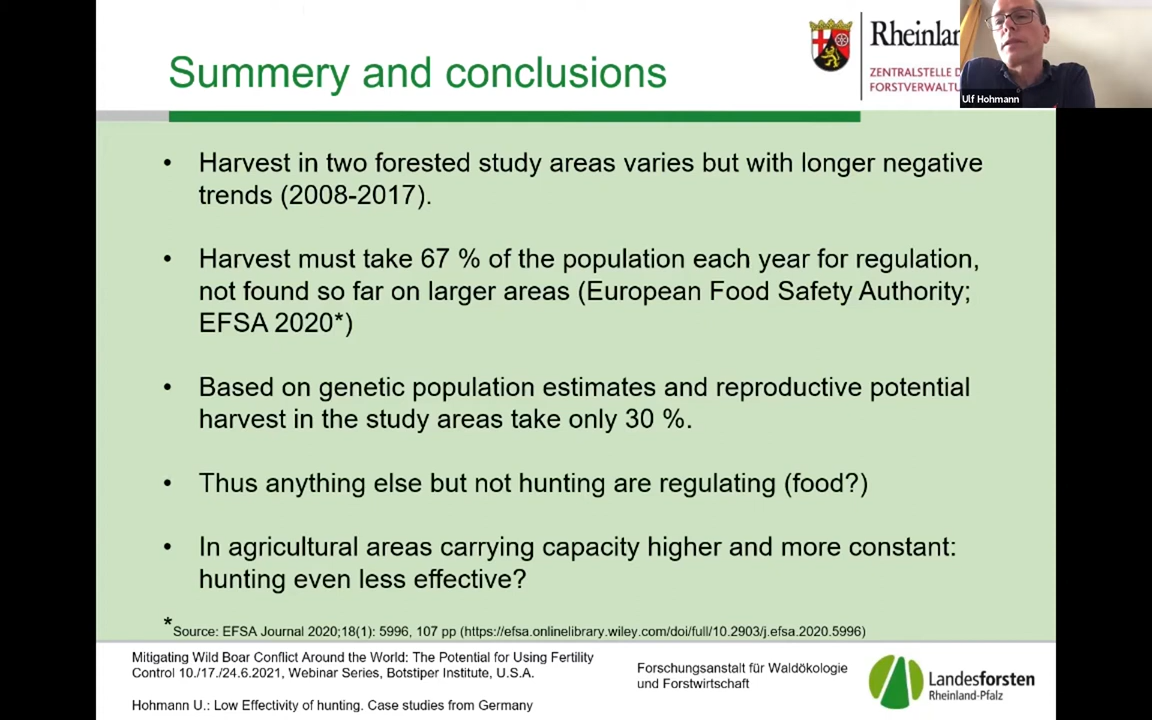 Summery and conclusions
Rheinlan
ZENTRALSTELLE D
FORSTVERWALTU
Ulf Hohmann
• Harvest in two forested study areas varies but with longer negative
trends (2008-2017).
• Harvest must take 67 % of the population each year for regulation,
not found so far on larger areas (European Food Safety Authority;
EFSA 2020*)
• Based on genetic population estimates and reproductive potential
harvest in the study areas take only 30 %.
• Thus anything else but not hunting are regulating (food?)
• In agricultural areas carrying capacity higher and more constant:
hunting even less effective?
*Source: EFSA Journal 2020;18(1): 5996, 107 pp (https://efsa.onlinelibrary.wiley.com/doi/full/10.2903/j.efsa.2020.5996)
Mitigating Wild Boar Conflict Around the World: The Potential for Using Fertility
Control 10./17./24.6.2021, Webinar Series, Botstiper Institute, U.S.A.
Hohmann U.: Low Effectivity of hunting. Case studies from Germany
Forschungsanstalt für Waldökologie
und Forstwirtschaft
Landesforsten
Rheinland-Pfalz